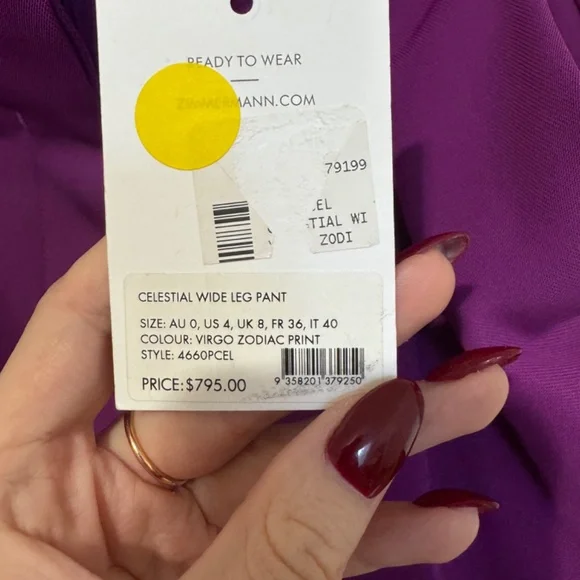 READY TO WEAR
ZIMMERMANN.COM
79199
EL
TIAL WI
ZODI
CELESTIAL WIDE LEG PANT
SIZE: AU 0, US 4, UK 8, FR 36, IT 40
COLOUR: VIRGO ZODIAC PRINT
STYLE: 4660PCEL
PRICE: $795.00
9 358201 379250